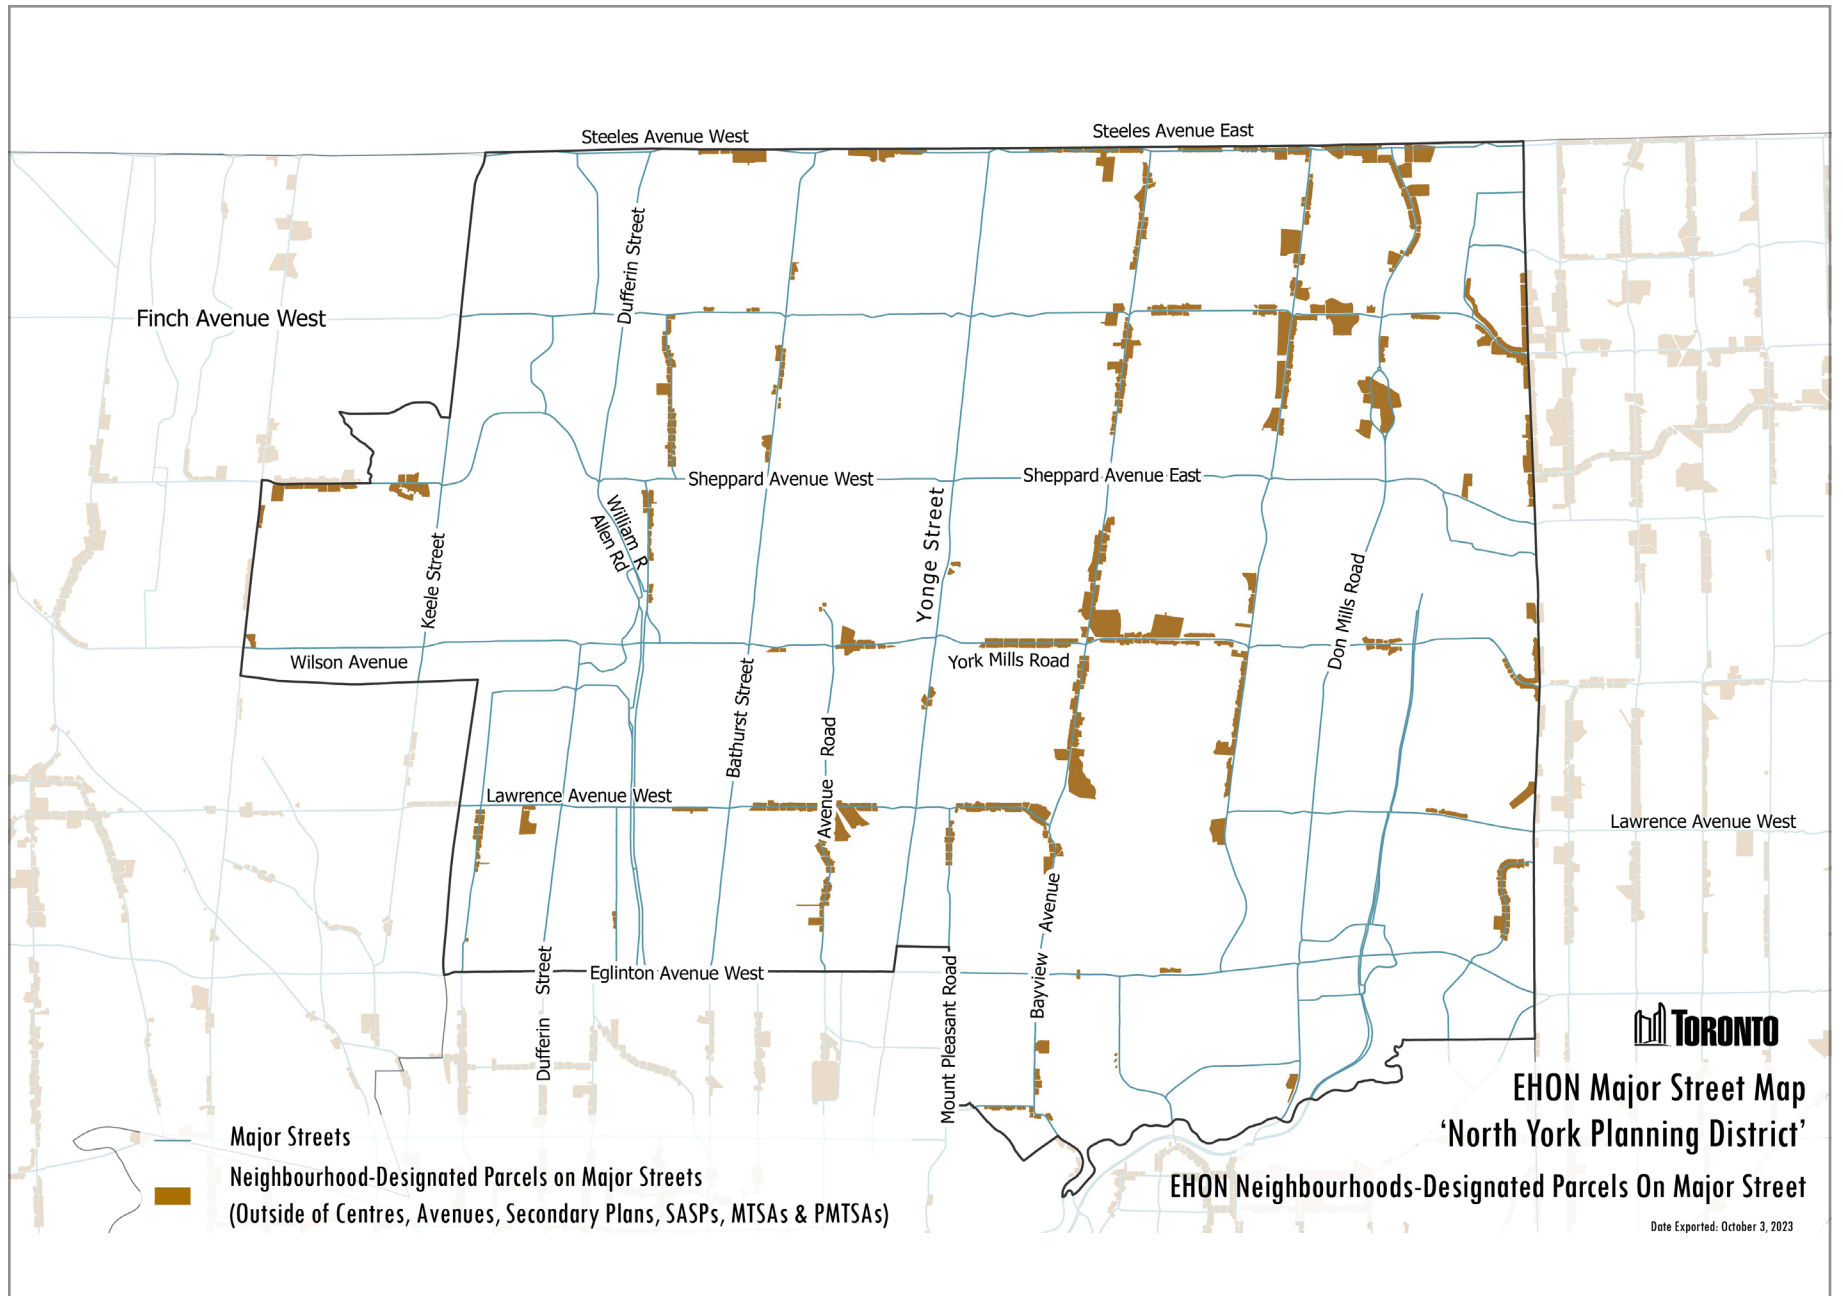 Steeles Avenue West
Steeles Avenue East
Dufferin Street
Finch Avenue West
Sheppard Avenue West
Sheppard Avenue East
William R
Allen Rd
Keele Street
Yonge Street
Don Mills Road
Wilson Avenue
York Mills Road
Bathurst Street
Avenue Road
Lawrence Avenue West
Lawrence Avenue West
Bayview Avenue
Dufferin Street
Eglinton Avenue West
Mount Pleasant Road
TORONTO
EHON Major Street Map
‘North York Planning District’
EHON Neighbourhoods-Designated Parcels On Major Street
Date Exported: October 3, 2023
Major Streets
Neighbourhood-Designated Parcels on Major Streets
(Outside of Centres, Avenues, Secondary Plans, SASPs, MTSAs & PMTSAs)